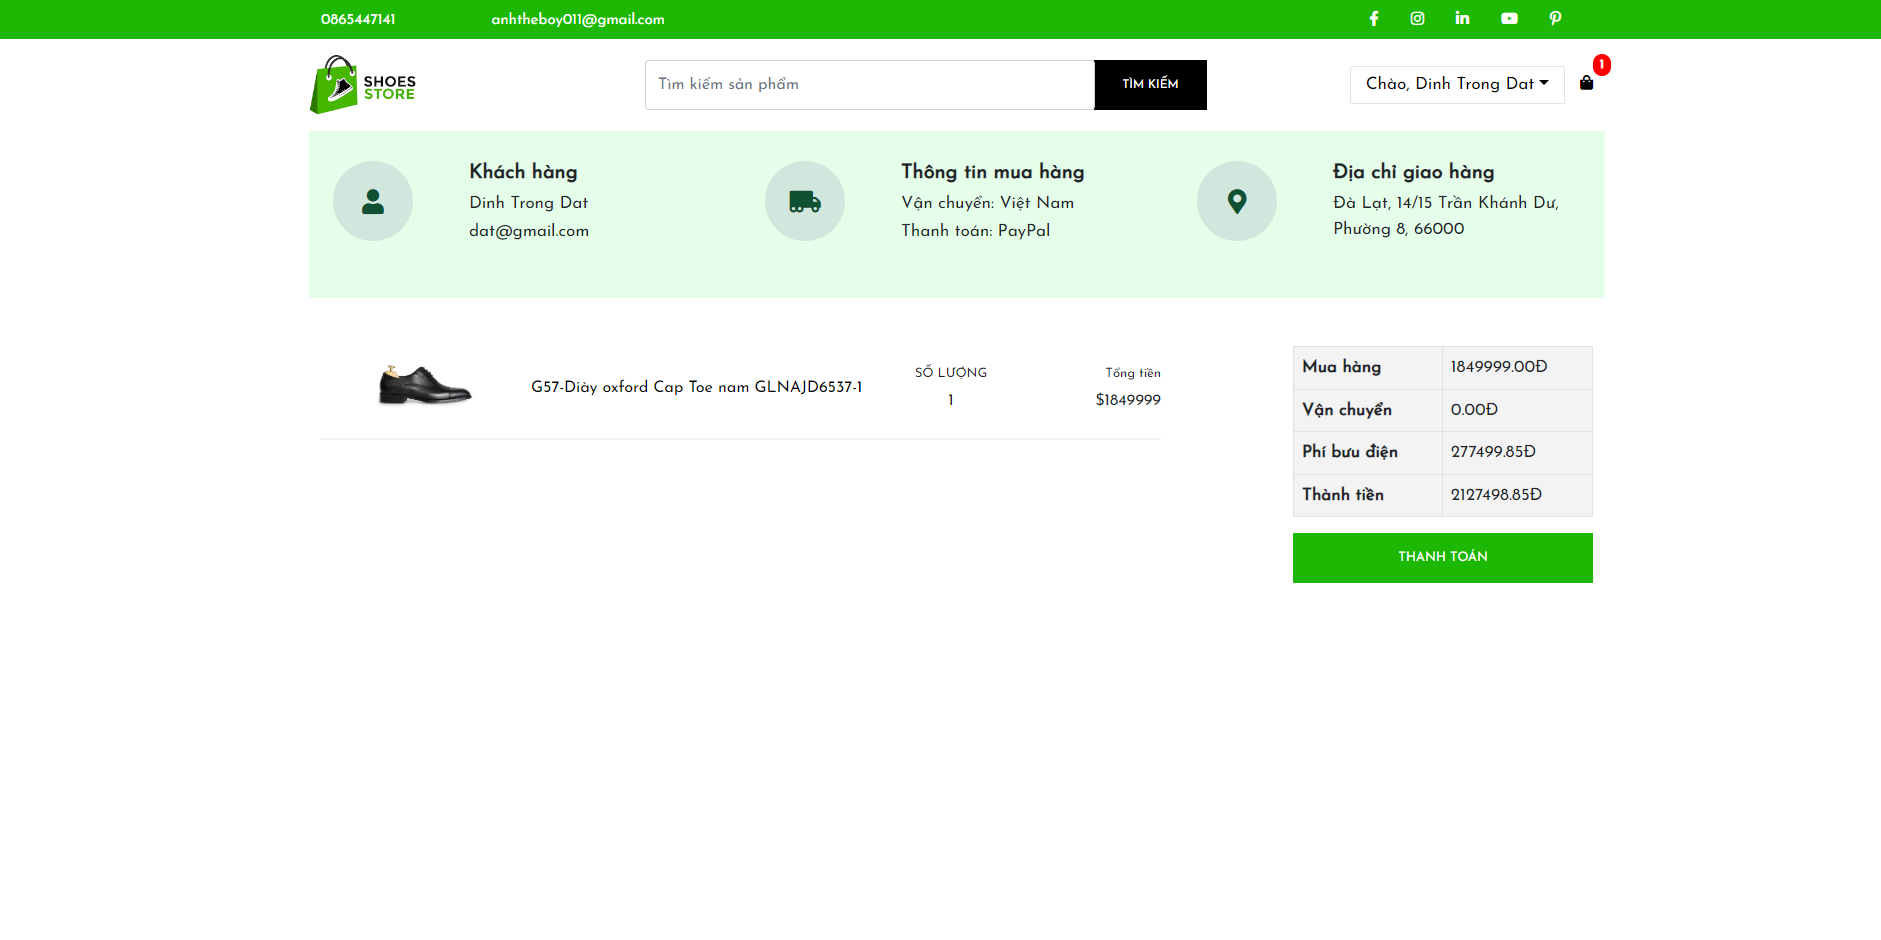 0865447141
anhtheboy011@gmail.com
SHOES
STORE
Tìm kiếm sản phẩm
TÌM KIẾM
Chào, Dinh Trong Dat
1
Khách hàng
Dinh Trong Dat
dat@gmail.com
Thông tin mua hàng
Vận chuyển: Việt Nam
Thanh toán: PayPal
Địa chỉ giao hàng
Đà Lạt, 14/15 Trần Khánh Dư,
Phường 8, 66000
G57-Diày oxford Cap Toe nam GLNAJD6537-1
SỐ LƯỢNG
1
Tổng tiền
$1849999
Mua hàng 1849999.00Đ
Vận chuyển 0.00Đ
Phí bưu điện 277499.85Đ
Thành tiền 2127498.85Đ
THANH TOÁN